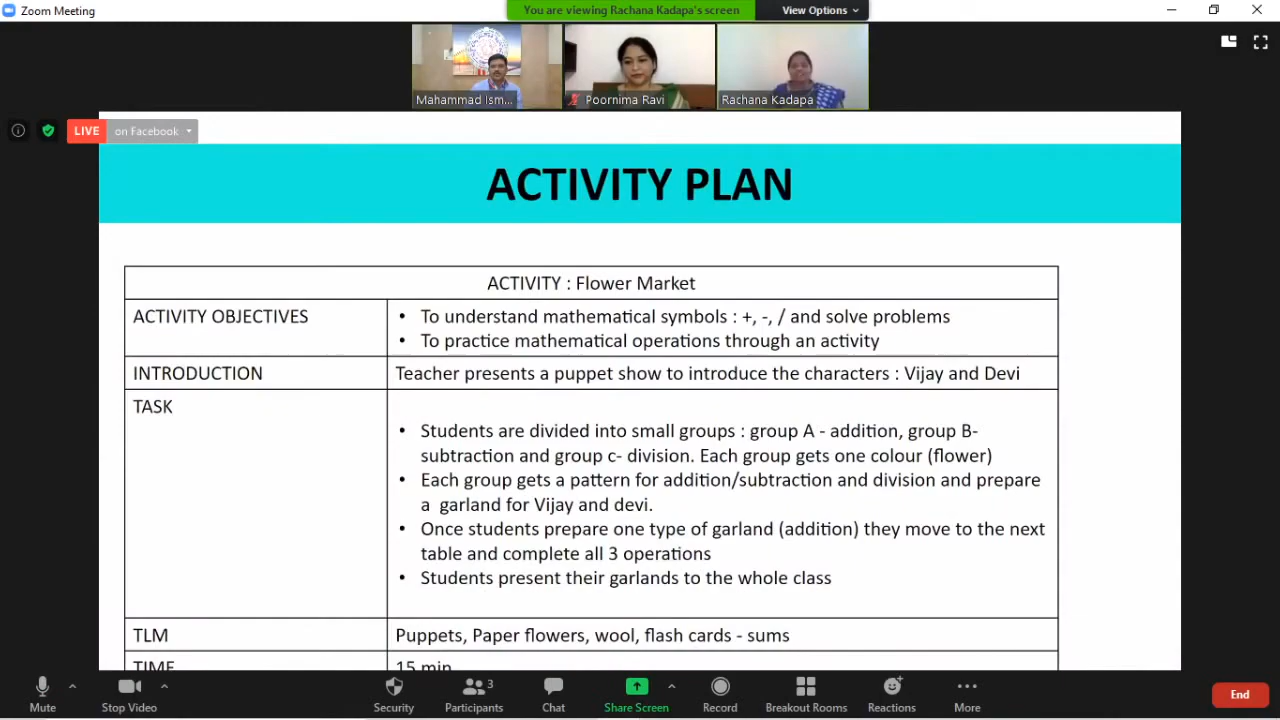 Zoom Meeting
You are viewing Rachana Kadapa's screen
View Options
Mahammad Ism...
Poornima Ravi
Rachana Kadapa
LIVE on Facebook
ACTIVITY PLAN
ACTIVITY : Flower Market
ACTIVITY OBJECTIVES
• To understand mathematical symbols : +, -, / and solve problems
• To practice mathematical operations through an activity
INTRODUCTION
Teacher presents a puppet show to introduce the characters : Vijay and Devi
TASK
• Students are divided into small groups : group A - addition, group B-
subtraction and group c- division. Each group gets one colour (flower)
• Each group gets a pattern for addition/subtraction and division and prepare
a garland for Vijay and devi.
• Once students prepare one type of garland (addition) they move to the next
table and complete all 3 operations
• Students present their garlands to the whole class
TLM
Puppets, Paper flowers, wool, flash cards - sums
TIME
15 min
Mute
Stop Video
Security
3
Participants
Chat
Share Screen
Record
Breakout Rooms
Reactions
More
End